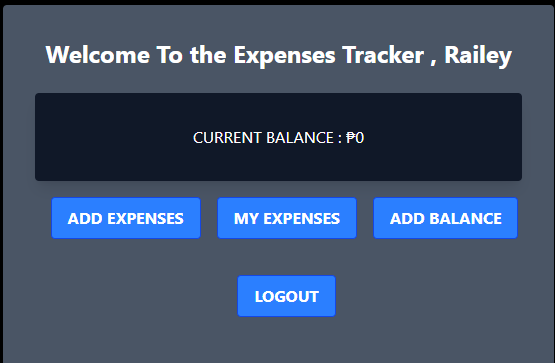 Welcome To the Expenses Tracker , Railey
CURRENT BALANCE : ₱0
ADD EXPENSES MY EXPENSES ADD BALANCE
LOGOUT